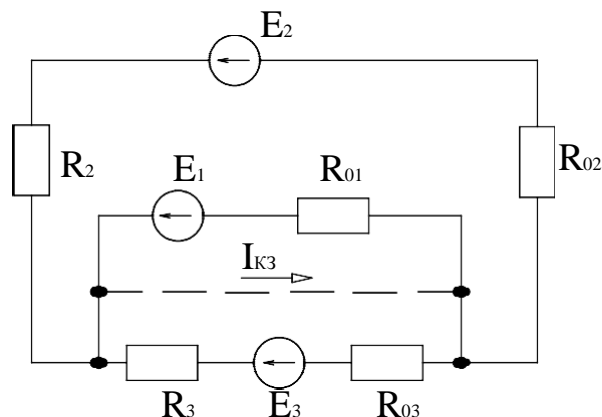 E₂
R₂
R₀₂
E₁
R₀₁
Iкз
R₃
E₃
R₀₃